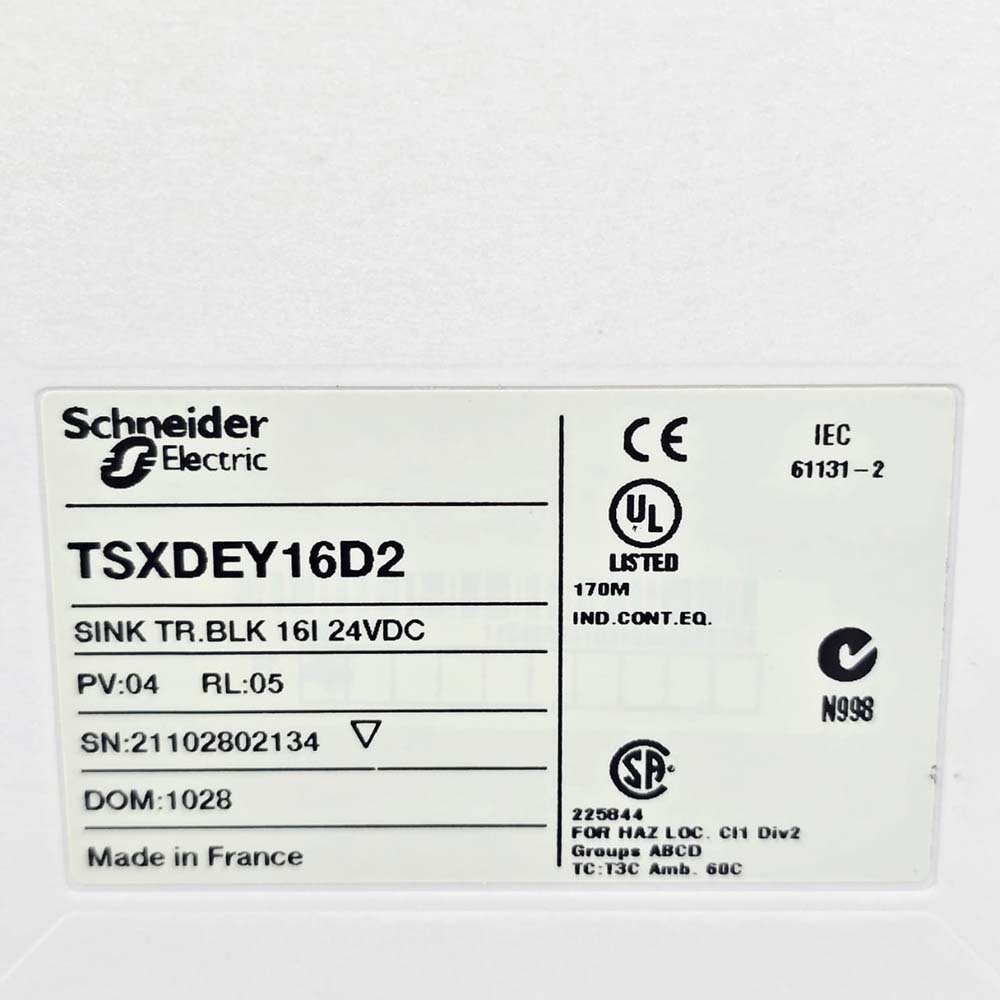 Schneider
Electric
TSXDEY16D2
SINK TR.BLK 16I 24VDC
PV:04 RL:05
SN:21102802134
DOM:1028
Made in France
CE
IEC
61131-2
UL
LISTED
170M
IND.CONT.EQ.
N998
SA
225844
FOR HAZ LOC. Cl1 Div2
Groups ABCD
TC:T3C Amb. 60C